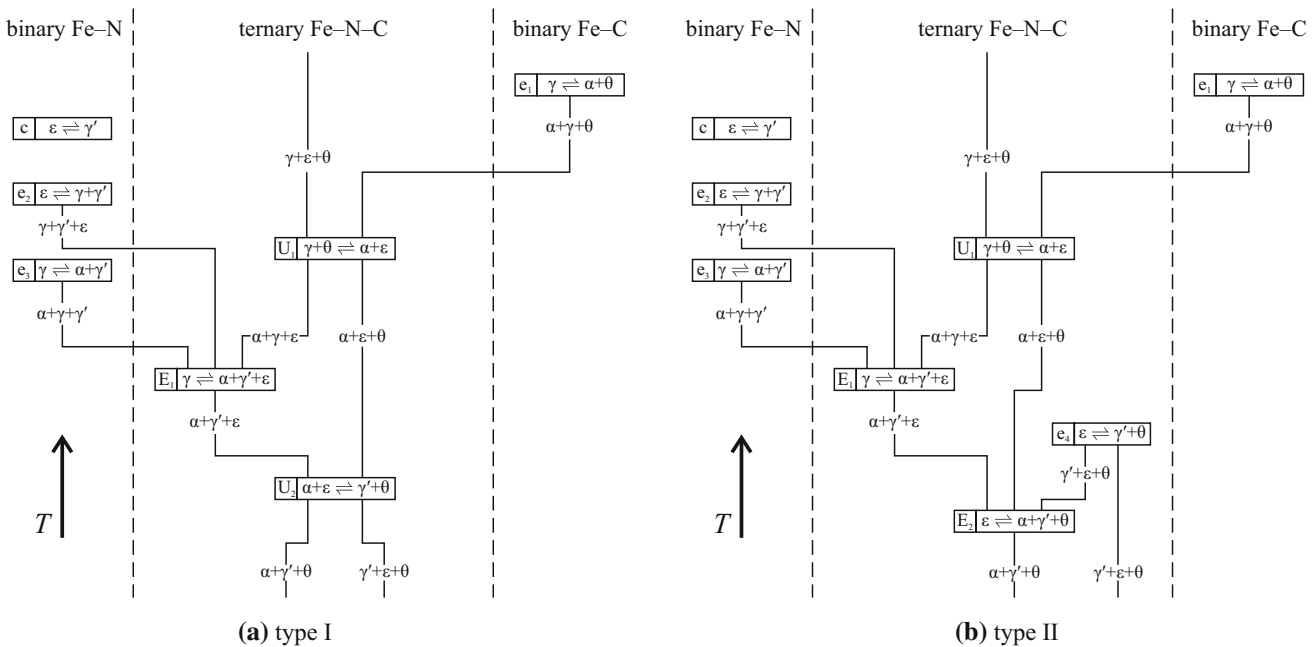 binary Fe–N
ternary Fe–N–C
binary Fe–C
e₁ γ ⇌ α+θ
α+γ+θ
c ε ⇌ γ′
γ+ε+θ
e₂ ε ⇌ γ+γ′
γ+γ′+ε
U₁ γ+θ ⇌ α+ε
e₃ γ ⇌ α+γ′
α+γ+γ′
α+γ+ε
α+ε+θ
E₁ γ ⇌ α+γ′+ε
α+γ′+ε
U₂ α+ε ⇌ γ′+θ
T
α+γ′+θ
γ′+ε+θ
(a) type I
binary Fe–N
ternary Fe–N–C
binary Fe–C
e₁ γ ⇌ α+θ
α+γ+θ
c ε ⇌ γ′
γ+ε+θ
e₂ ε ⇌ γ+γ′
γ+γ′+ε
U₁ γ+θ ⇌ α+ε
e₃ γ ⇌ α+γ′
α+γ+γ′
α+γ+ε
α+ε+θ
E₁ γ ⇌ α+γ′+ε
α+γ′+ε
e₄ ε ⇌ γ′+θ
γ′+ε+θ
E₂ ε ⇌ α+γ′+θ
T
α+γ′+θ
γ′+ε+θ
(b) type II